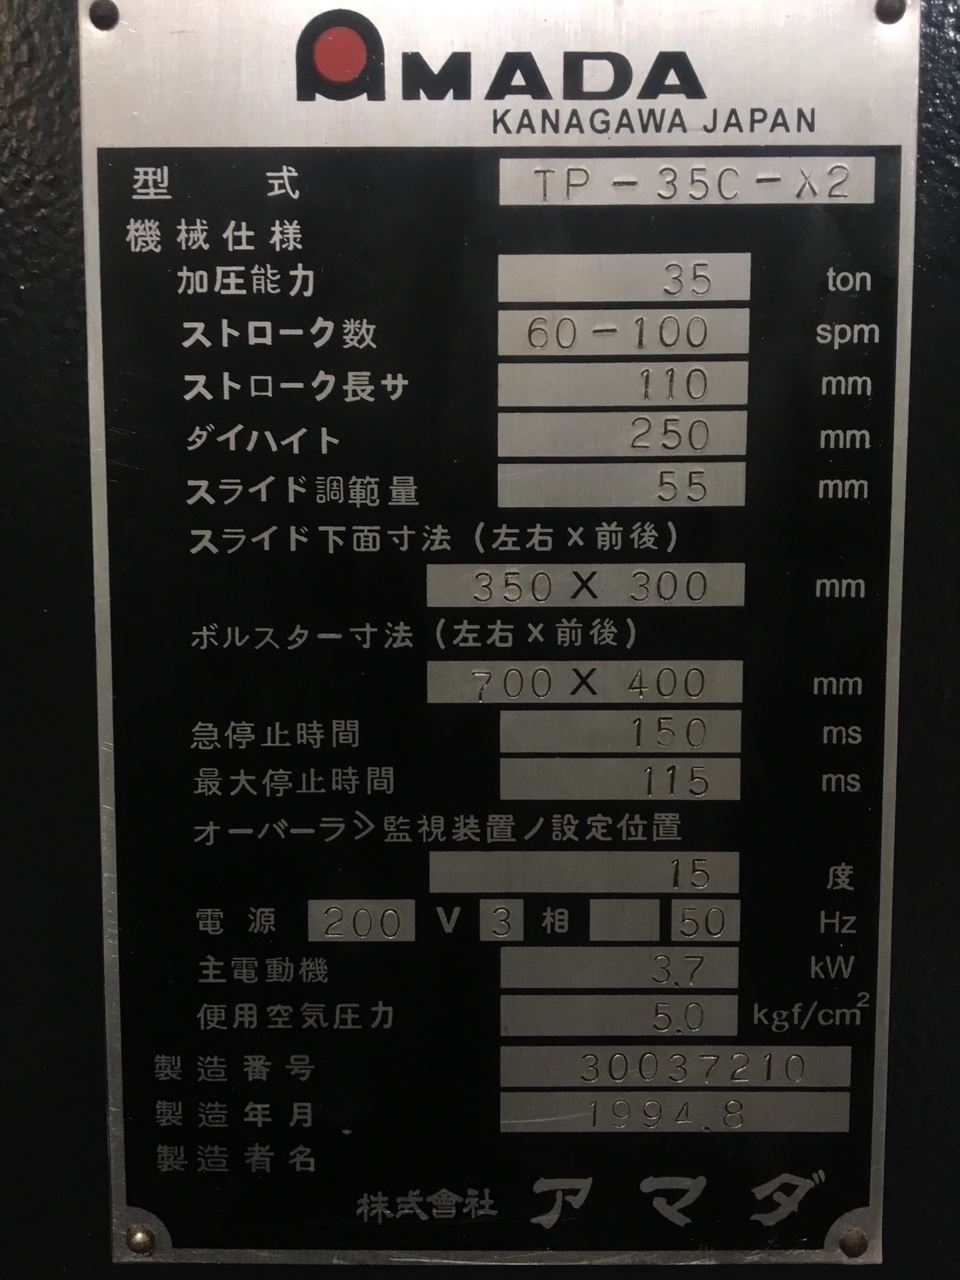 AMADA
KANAGAWA JAPAN
型 式 TP-35C-X2
機械仕様
加圧能力 35 ton
ストローク数 60-100 spm
ストローク長サ 110 mm
ダイハイト 250 mm
スライド調範量 55 mm
スライド下面寸法(左右×前後)
350 X 300 mm
ボルスター寸法(左右×前後)
700 X 400 mm
急停止時間 150 ms
最大停止時間 115 ms
オーバーラン監視装置ノ設定位置
15 度
電源 200 V 3 相 50 Hz
主電動機 3.7 kW
便用空気圧力 5.0 kgf/cm²
製造番号 30037210
製造年月 1994.8
製造者名
株式會社 アマダ